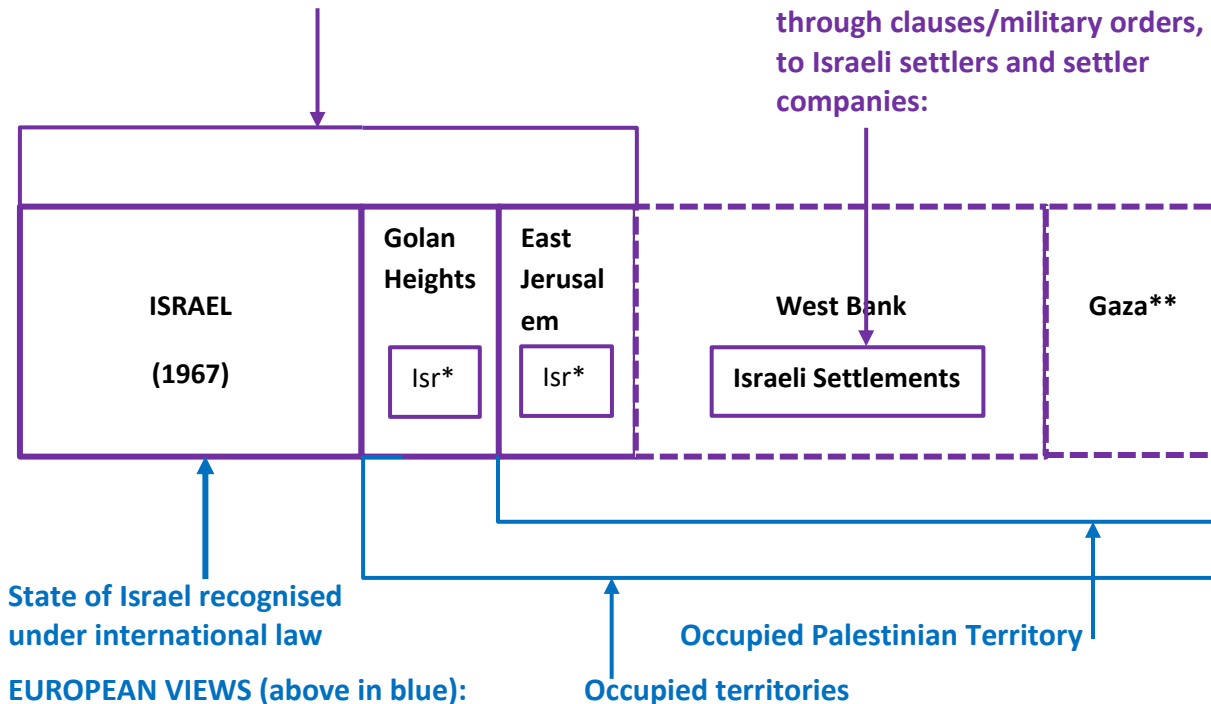 through clauses/military orders,
to Israeli settlers and settler
companies:
ISRAEL
(1967)
Golan
Heights
Isr*
East
Jerusal
em
Isr*
West Bank
Israeli Settlements
Gaza**
State of Israel recognised
under international law
Occupied Palestinian Territory
EUROPEAN VIEWS (above in blue):
Occupied territories